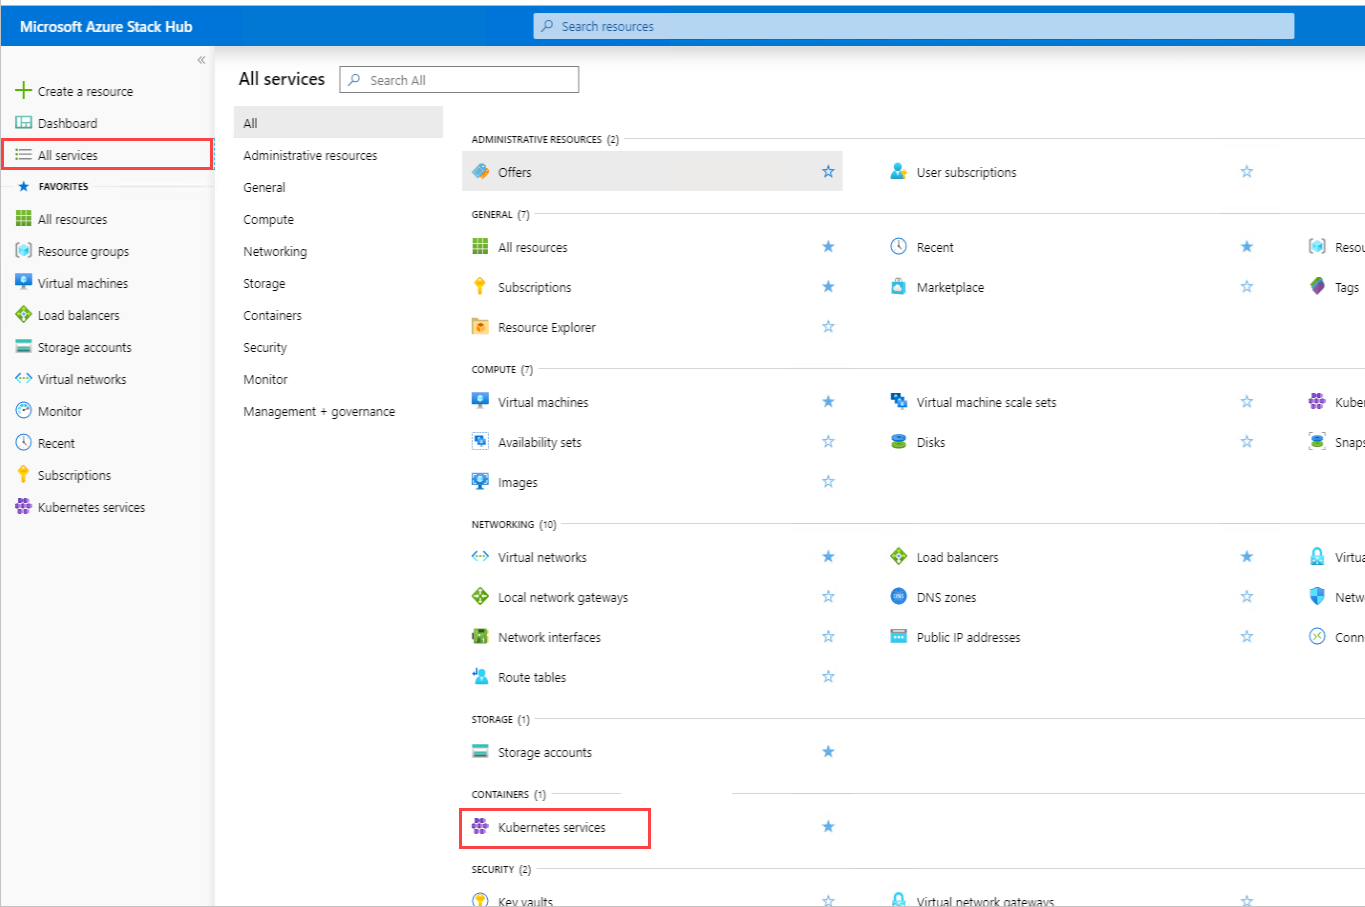 Microsoft Azure Stack Hub
Search resources
«
Create a resource
Dashboard
All services
FAVORITES
All resources
Resource groups
Virtual machines
Load balancers
Storage accounts
Virtual networks
Monitor
Recent
Subscriptions
Kubernetes services
All services
Search All
All
Administrative resources
General
Compute
Networking
Storage
Containers
Security
Monitor
Management + governance
ADMINISTRATIVE RESOURCES (2)
Offers
User subscriptions
GENERAL (7)
All resources
Recent
Resou
Subscriptions
Marketplace
Tags
Resource Explorer
COMPUTE (7)
Virtual machines
Virtual machine scale sets
Kuber
Availability sets
Disks
Snaps
Images
NETWORKING (10)
Virtual networks
Load balancers
Virtua
Local network gateways
DNS zones
Netw
Network interfaces
Public IP addresses
Conn
Route tables
STORAGE (1)
Storage accounts
CONTAINERS (1)
Kubernetes services
SECURITY (2)
Key vaults
Virtual network gateways